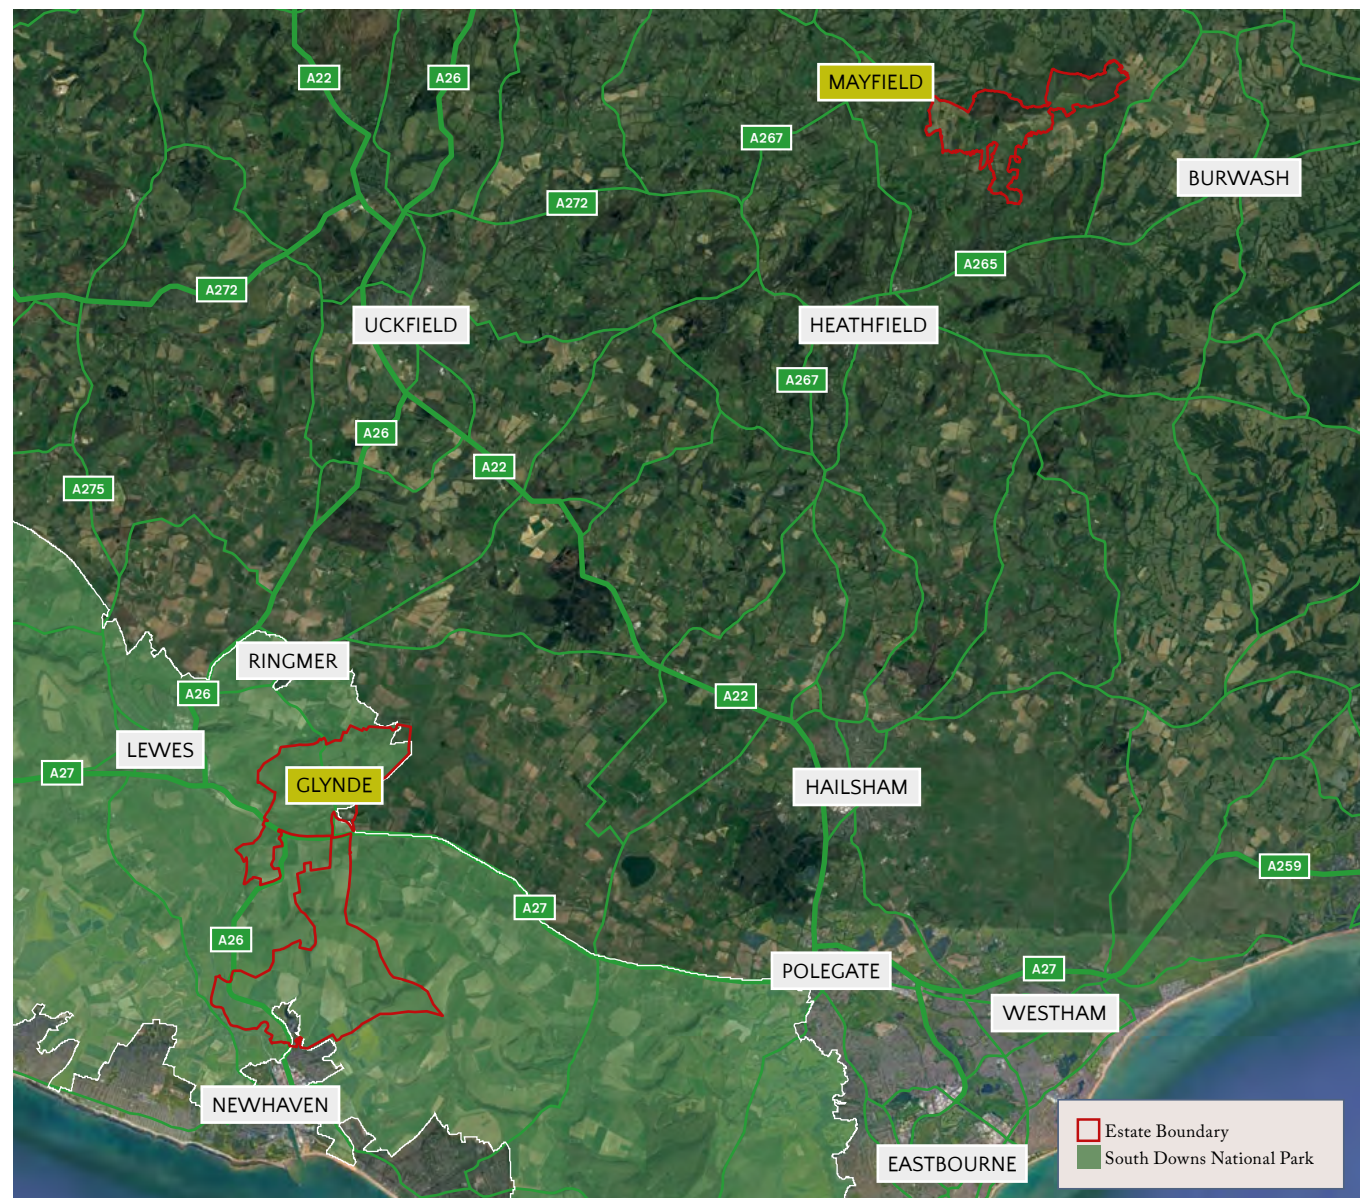 A22
A26
MAYFIELD
A267
BURWASH
A272
A265
A272
UCKFIELD
HEATHFIELD
A267
A26
A22
A275
RINGMER
A26
A22
LEWES
A27
GLYNDE
HAILSHAM
A259
A27
A26
POLEGATE
A27
WESTHAM
NEWHAVEN
EASTBOURNE
Estate Boundary
South Downs National Park